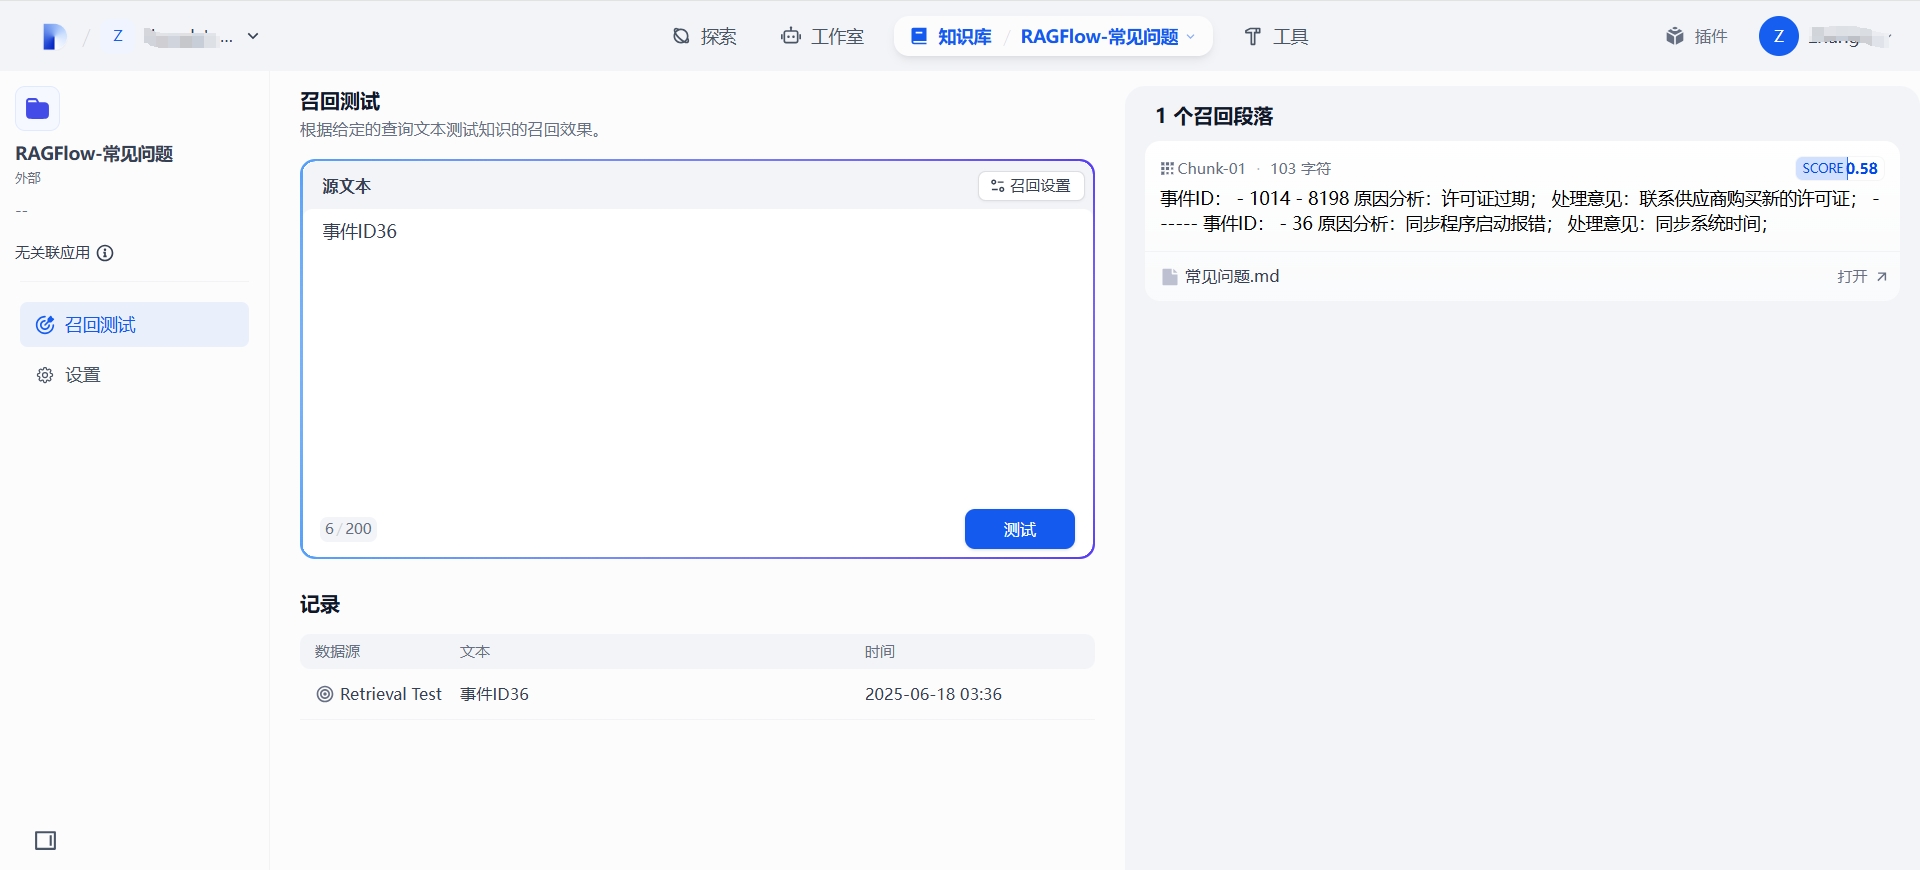 Z
...
探索
工作室
知识库 / RAGFlow-常见问题
工具
插件
Z
RAGFlow-常见问题
外部
--
无关联应用
召回测试
设置
召回测试
根据给定的查询文本测试知识的召回效果。
源文本
召回设置
事件ID36
6 / 200
测试
记录
数据源 文本 时间
Retrieval Test 事件ID36 2025-06-18 03:36
1 个召回段落
Chunk-01 · 103 字符
SCORE 0.58
事件ID： - 1014 - 8198 原因分析：许可证过期； 处理意见：联系供应商购买新的许可证； -
----- 事件ID： - 36 原因分析：同步程序启动报错； 处理意见：同步系统时间；
常见问题.md
打开